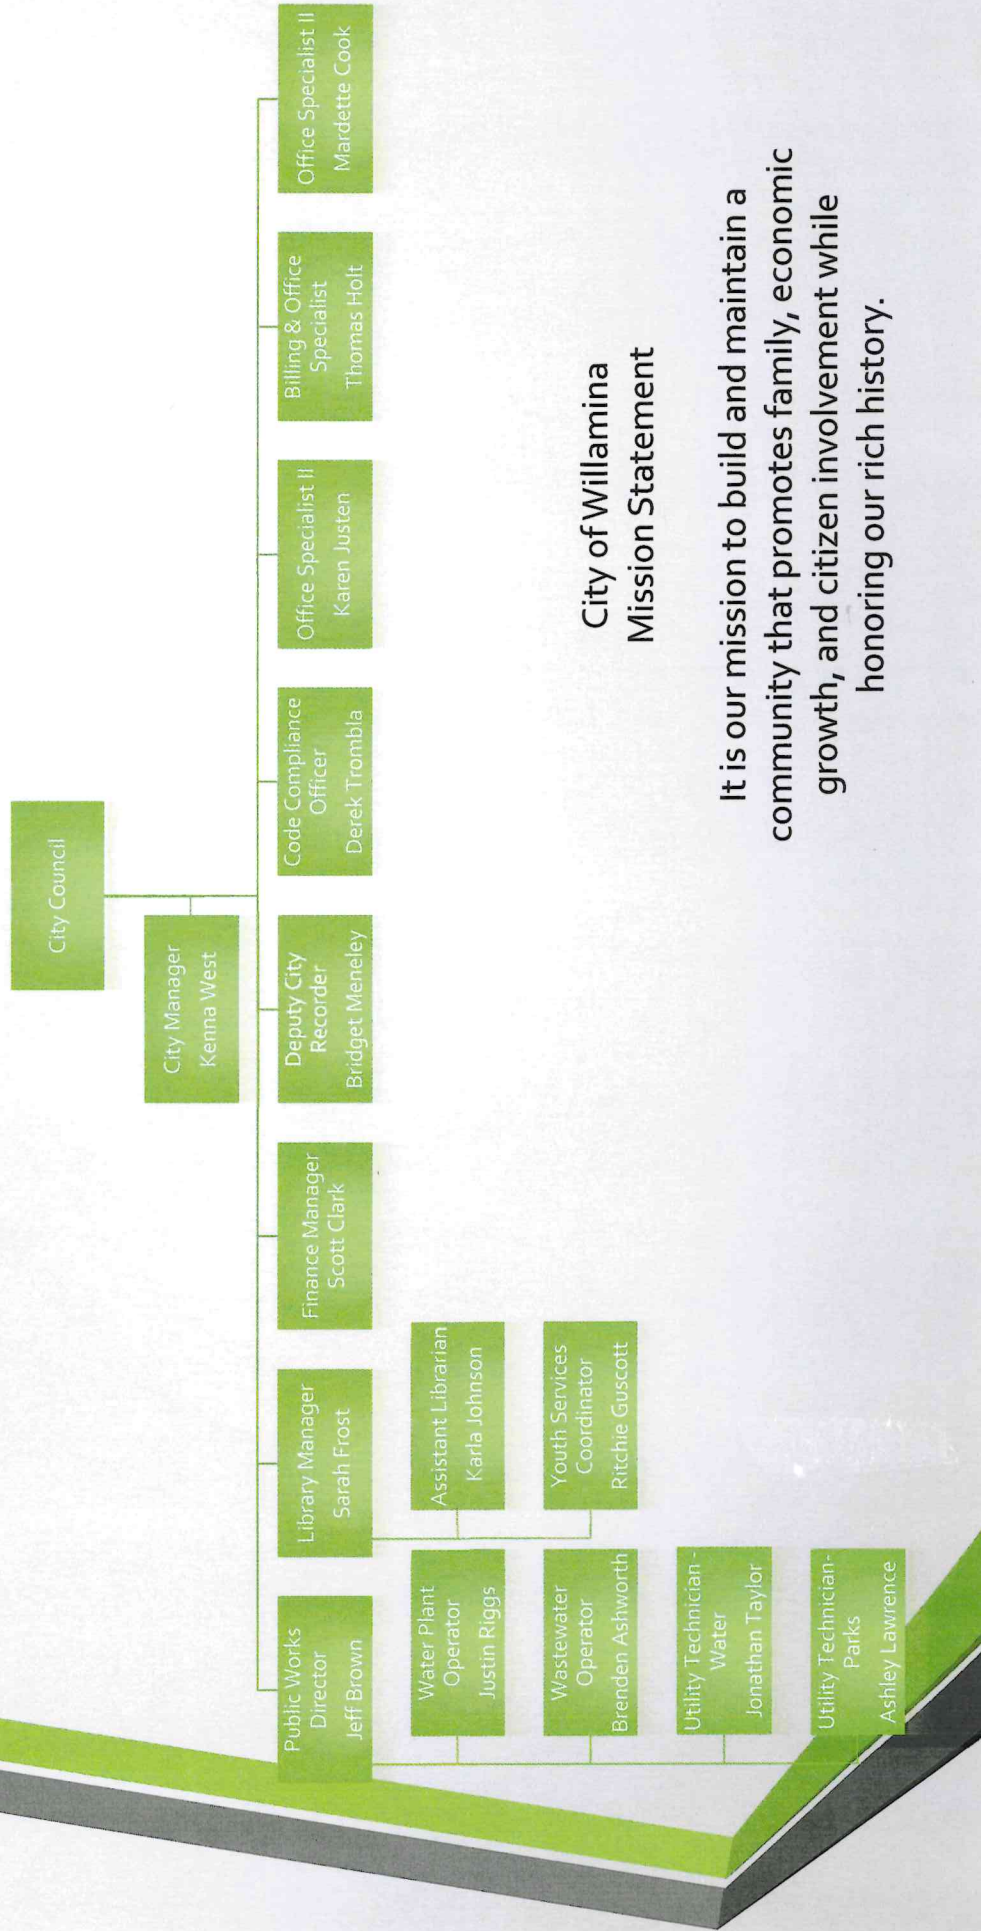 City Council
City Manager
Kenna West
Public Works
Director
Jeff Brown
Library Manager
Sarah Frost
Finance Manager
Scott Clark
Deputy City
Recorder
Bridget Meneley
Code Compliance
Officer
Derek Trombla
Office Specialist II
Karen Justen
Billing & Office
Specialist
Thomas Holt
Office Specialist II
Mardette Cook
Water Plant
Operator
Justin Riggs
Wastewater
Operator
Brenden Ashworth
Utility Technician -
Water
Jonathan Taylor
Utility Technician-
Parks
Ashley Lawrence
Assistant Librarian
Karla Johnson
Youth Services
Coordinator
Ritchie Guscott
City of Willamina
Mission Statement
It is our mission to build and maintain a
community that promotes family, economic
growth, and citizen involvement while
honoring our rich history.